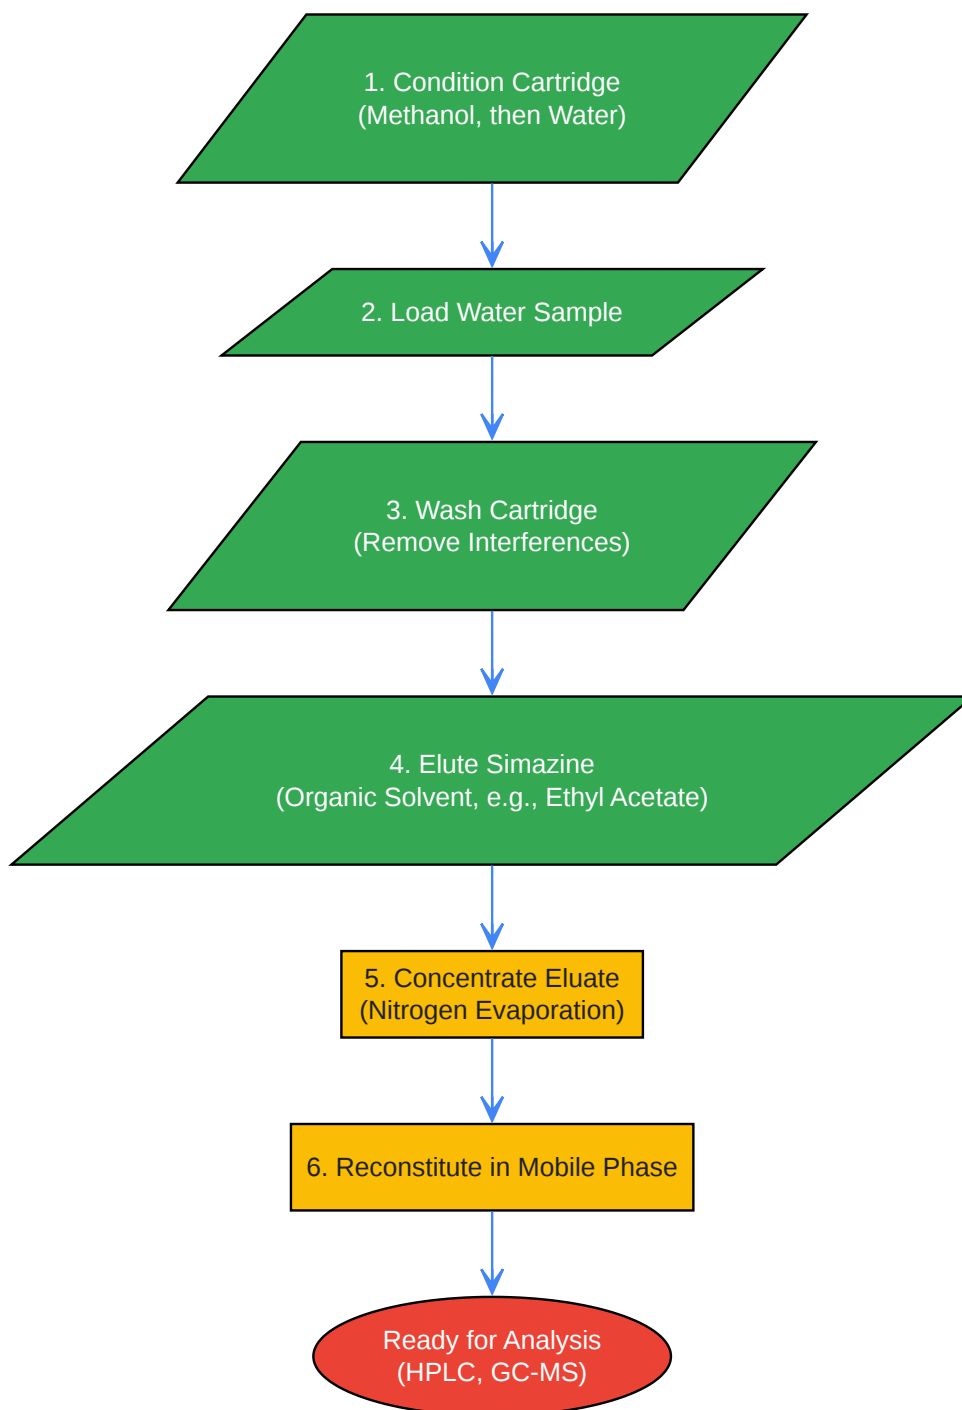 1. Condition Cartridge
(Methanol, then Water)
2. Load Water Sample
3. Wash Cartridge
(Remove Interferences)
4. Elute Simazine
(Organic Solvent, e.g., Ethyl Acetate)
5. Concentrate Eluate
(Nitrogen Evaporation)
6. Reconstitute in Mobile Phase
Ready for Analysis
(HPLC, GC-MS)